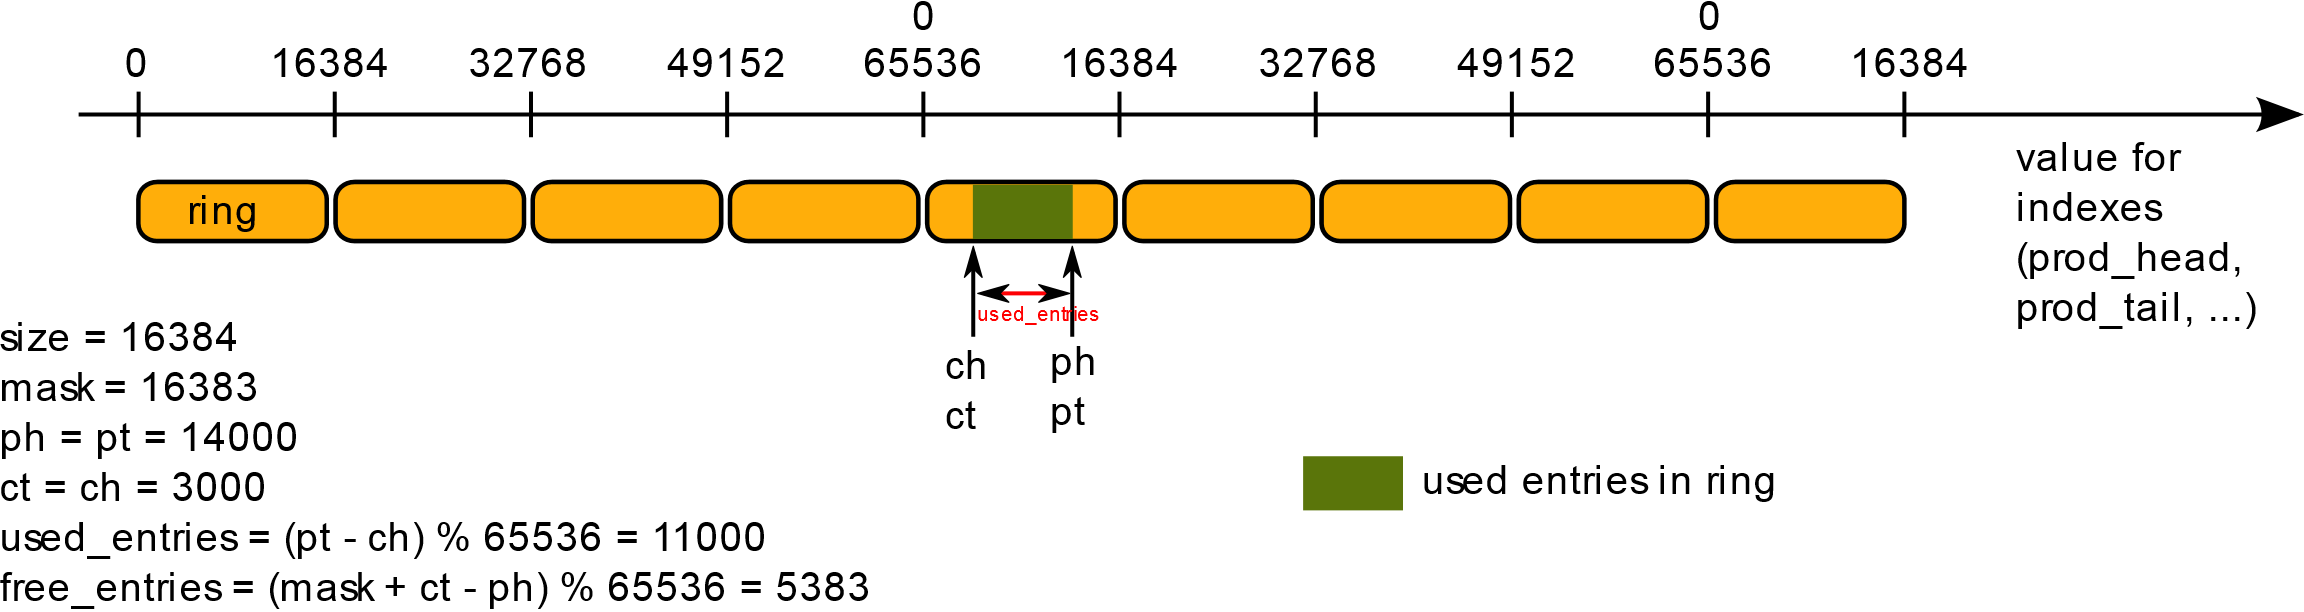 0 0
0 16384 32768 49152 65536 16384 32768 49152 65536 16384
value for
indexes
(prod_head,
prod_tail, ...)
ring
used_entries
ch
ct
ph
pt
size = 16384
mask = 16383
ph = pt = 14000
ct = ch = 3000
used_entries = (pt - ch) % 65536 = 11000
free_entries = (mask + ct - ph) % 65536 = 5383
used entries in ring